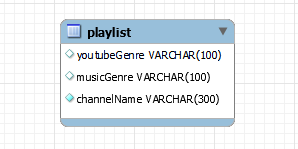 playlist
youtubeGenre VARCHAR(100)
musicGenre VARCHAR(100)
channelName VARCHAR(300)